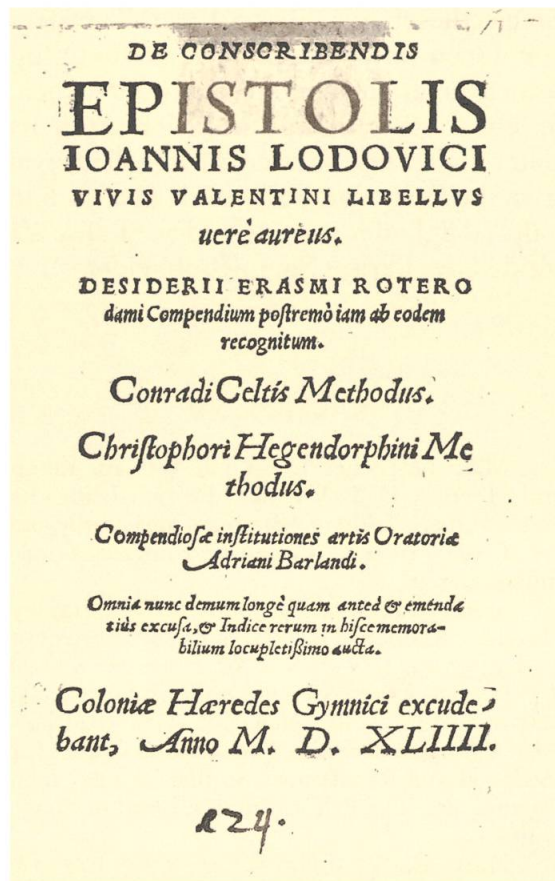 DE CONSCRIBENDIS
EPISTOLIS
IOANNIS LODOVICI
VIVIS VALENTINI LIBELLVS
uerè aureus.
DESIDERII ERASMI ROTERO
dami Compendium poſtremò iam ab eodem
recognitum.
Conradi Celtis Methodus.
Chriſtophori Hegendorphini Me
thodus.
Compendioſæ inſtitutiones artis Oratoriæ
Adriani Barlandi.
Omnia nunc demum longè quam anteà & emenda
tiùs excuſa, & Indice rerum in hiſce memora-
bilium locupletißimo aucta.
Coloniæ Hæredes Gymnici excude
bant, Anno M. D. XLIIII.